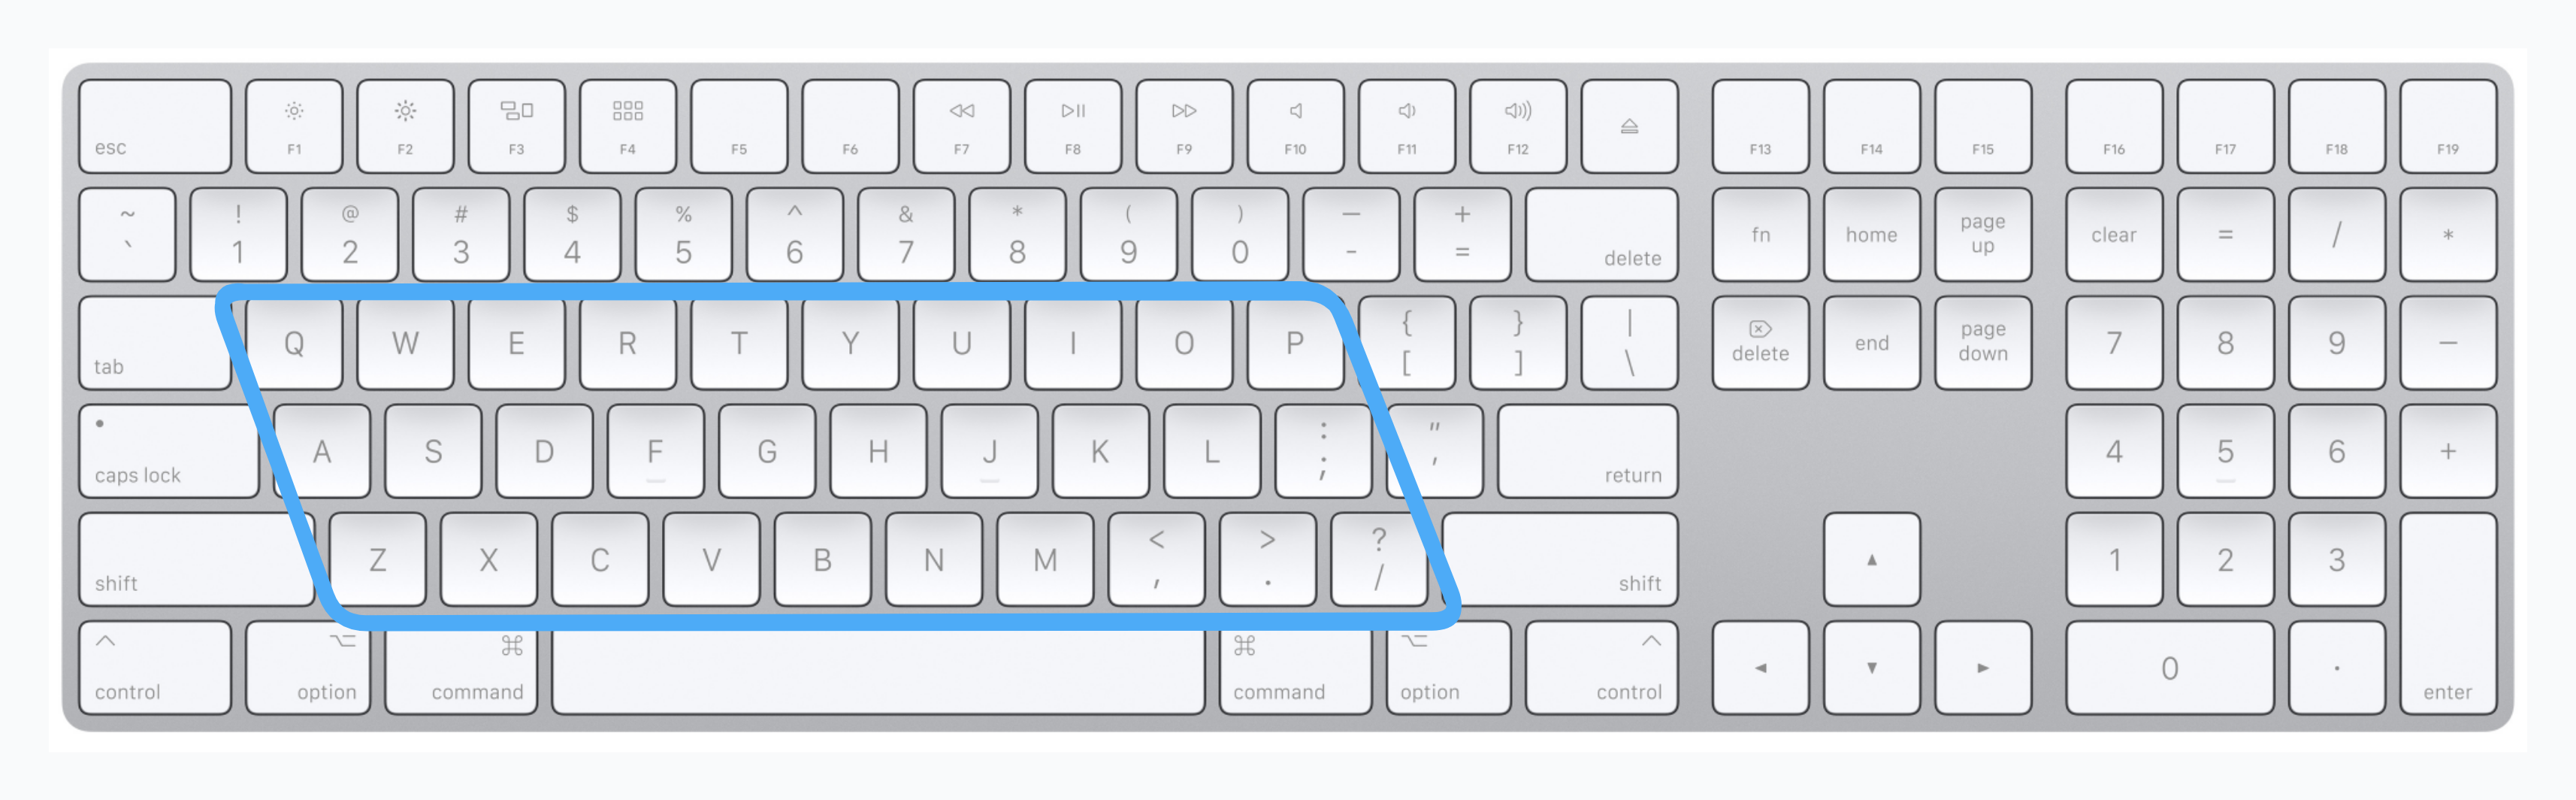 esc F1 F2 F3 F4 F5 F6 F7 F8 F9 F10 F11 F12 F13 F14 F15 F16 F17 F18 F19
~ ! @ # $ % ^ & * ( ) — +
` 1 2 3 4 5 6 7 8 9 0 - = delete fn home page up clear = / *
tab Q W E R T Y U I O P { [ } ] | \ delete end page down 7 8 9 −
caps lock A S D F G H J K L : ; " ' return 4 5 6 +
shift Z X C V B N M < , > . ? / shift 1 2 3
control option command command option control 0 . enter